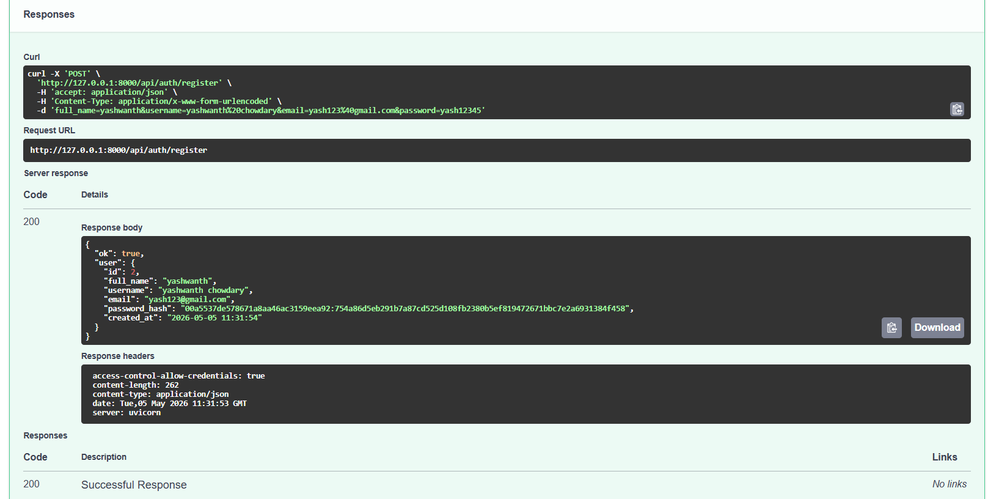 Responses
Curl
curl -X 'POST' \
  'http://127.0.0.1:8000/api/auth/register' \
  -H 'accept: application/json' \
  -H 'Content-Type: application/x-www-form-urlencoded' \
  -d 'full_name=yashwanth&username=yashwanth%20chowdary&email=yash123%40gmail.com&password=yash12345'
Request URL
http://127.0.0.1:8000/api/auth/register
Server response
Code Details
200
Response body
{
  "ok": true,
  "user": {
    "id": 2,
    "full_name": "yashwanth",
    "username": "yashwanth chowdary",
    "email": "yash123@gmail.com",
    "password_hash": "00a5537de578671a8aa46ac3159eea92:754a86d5eb291b7a87cd525d108fb2380b5ef819472671bbc7e2a6931384f458",
    "created_at": "2026-05-05 11:31:54"
  }
}
Download
Response headers
access-control-allow-credentials: true
content-length: 262
content-type: application/json
date: Tue,05 May 2026 11:31:53 GMT
server: uvicorn
Responses
Code Description Links
200 Successful Response No links